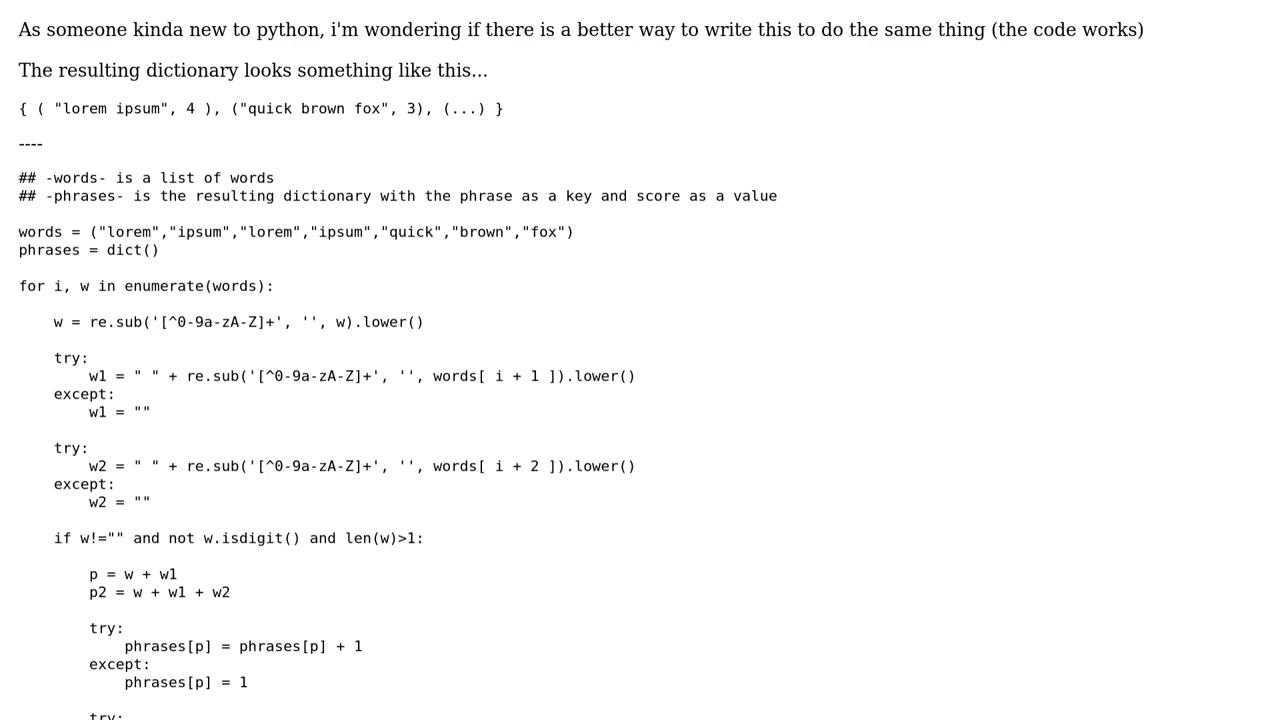 As someone kinda new to python, i'm wondering if there is a better way to write this to do the same thing (the code works)
The resulting dictionary looks something like this...
{ ( "lorem ipsum", 4 ), ("quick brown fox", 3), (...) }
----
## -words- is a list of words
## -phrases- is the resulting dictionary with the phrase as a key and score as a value
words = ("lorem","ipsum","lorem","ipsum","quick","brown","fox")
phrases = dict()
for i, w in enumerate(words):
    w = re.sub('[^0-9a-zA-Z]+', '', w).lower()
    try:
        w1 = " " + re.sub('[^0-9a-zA-Z]+', '', words[ i + 1 ]).lower()
    except:
        w1 = ""
    try:
        w2 = " " + re.sub('[^0-9a-zA-Z]+', '', words[ i + 2 ]).lower()
    except:
        w2 = ""
    if w!="" and not w.isdigit() and len(w)>1:
        p = w + w1
        p2 = w + w1 + w2
        try:
            phrases[p] = phrases[p] + 1
        except:
            phrases[p] = 1
        try: